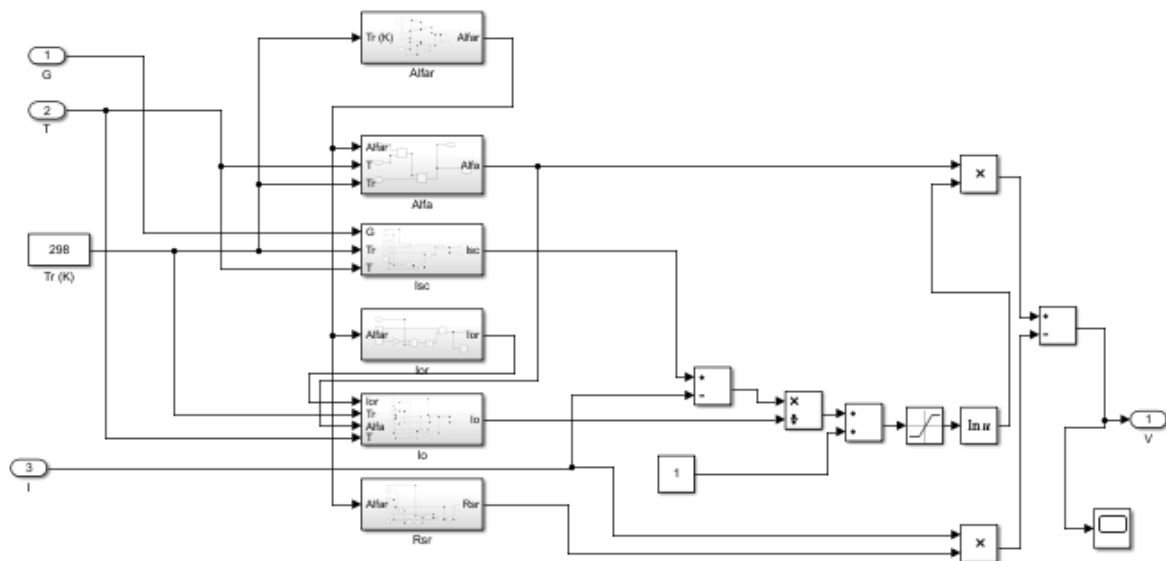 Tr (K) Alfar
Alfar
1
G
2
T
Alfar
T
Tr
Alfa
Alfa
×
G
Tr
T
Isc
Isc
298
Tr (K)
Alfar Ior
Ior
+
-
+
-
Ior
Tr
Alfa
T
Io
Io
×
÷
+
+
ln u
1
V
3
I
1
Alfar Rsr
Rsr
×